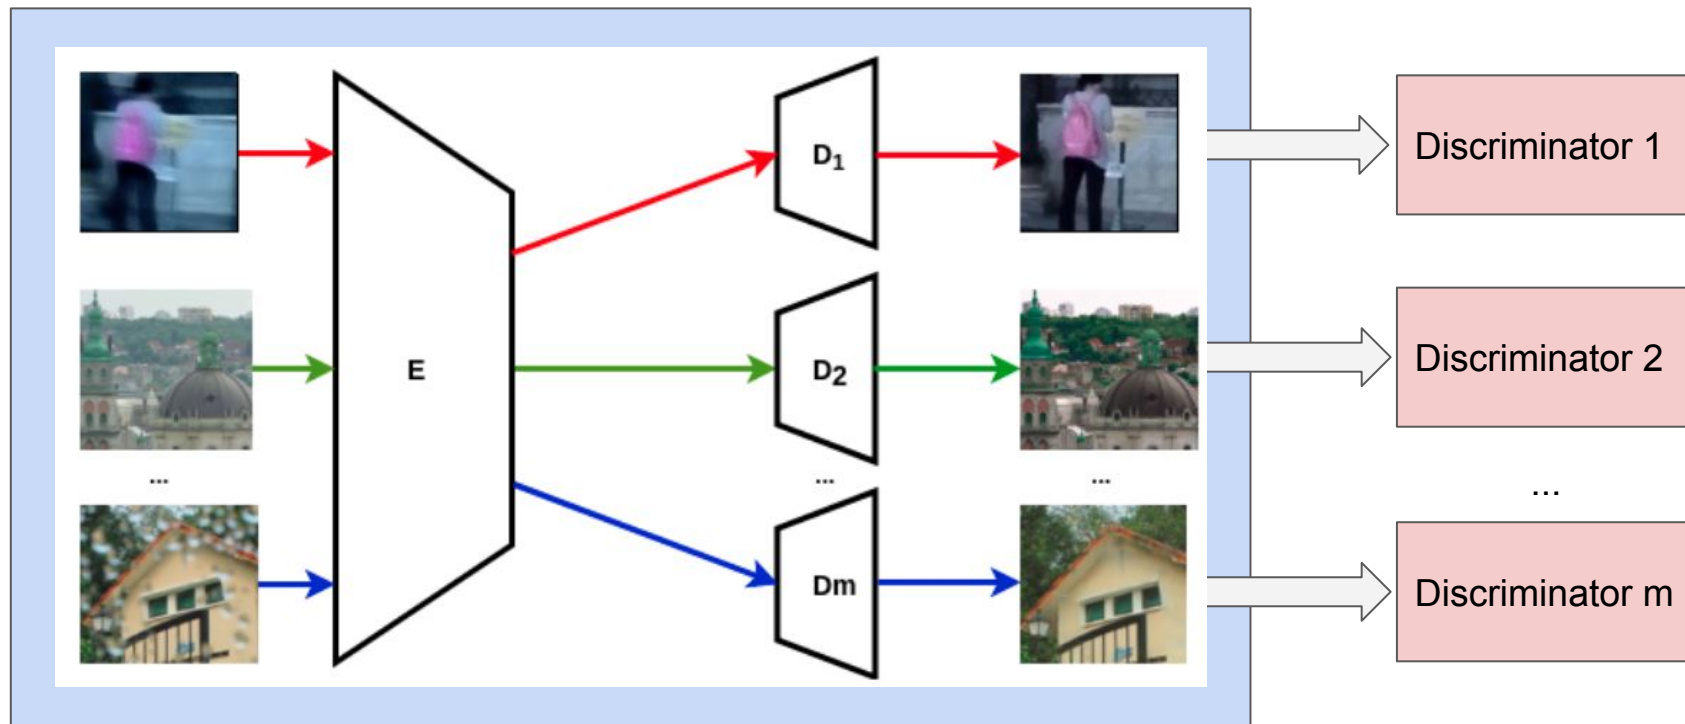 D1
Discriminator 1
E
D2
Discriminator 2
...
...
...
...
Dm
Discriminator m